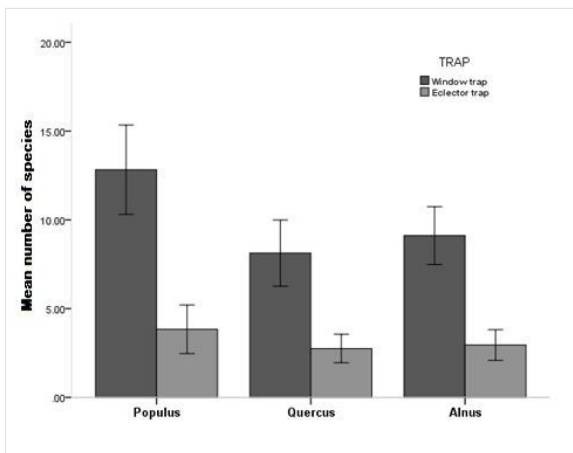 20.00
15.00
10.00
5.00
.00
Mean number of species
TRAP
Window trap
Eclector trap
Populus
Quercus
Alnus